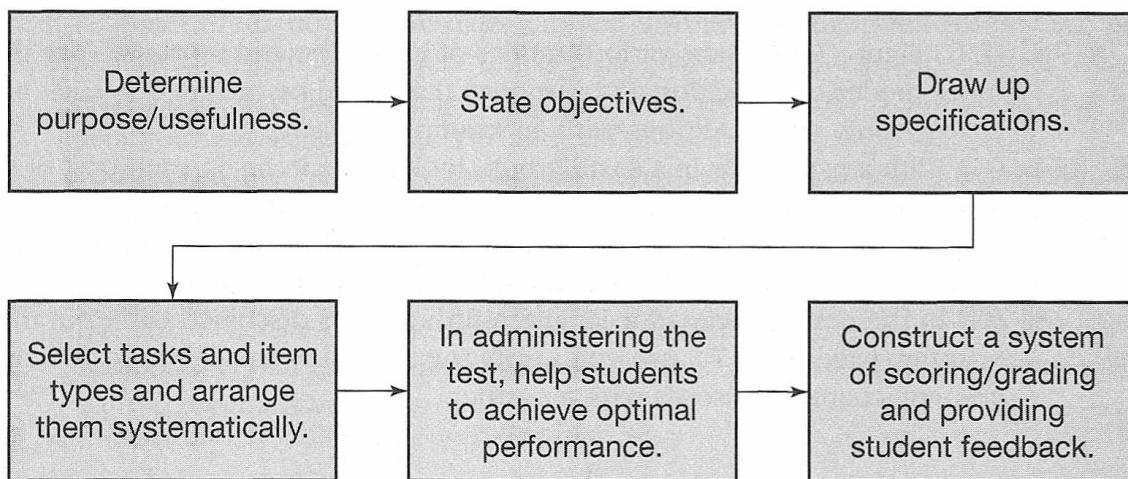 Determine
purpose/usefulness.
State objectives.
Draw up
specifications.
Select tasks and item
types and arrange
them systematically.
In administering the
test, help students
to achieve optimal
performance.
Construct a system
of scoring/grading
and providing
student feedback.